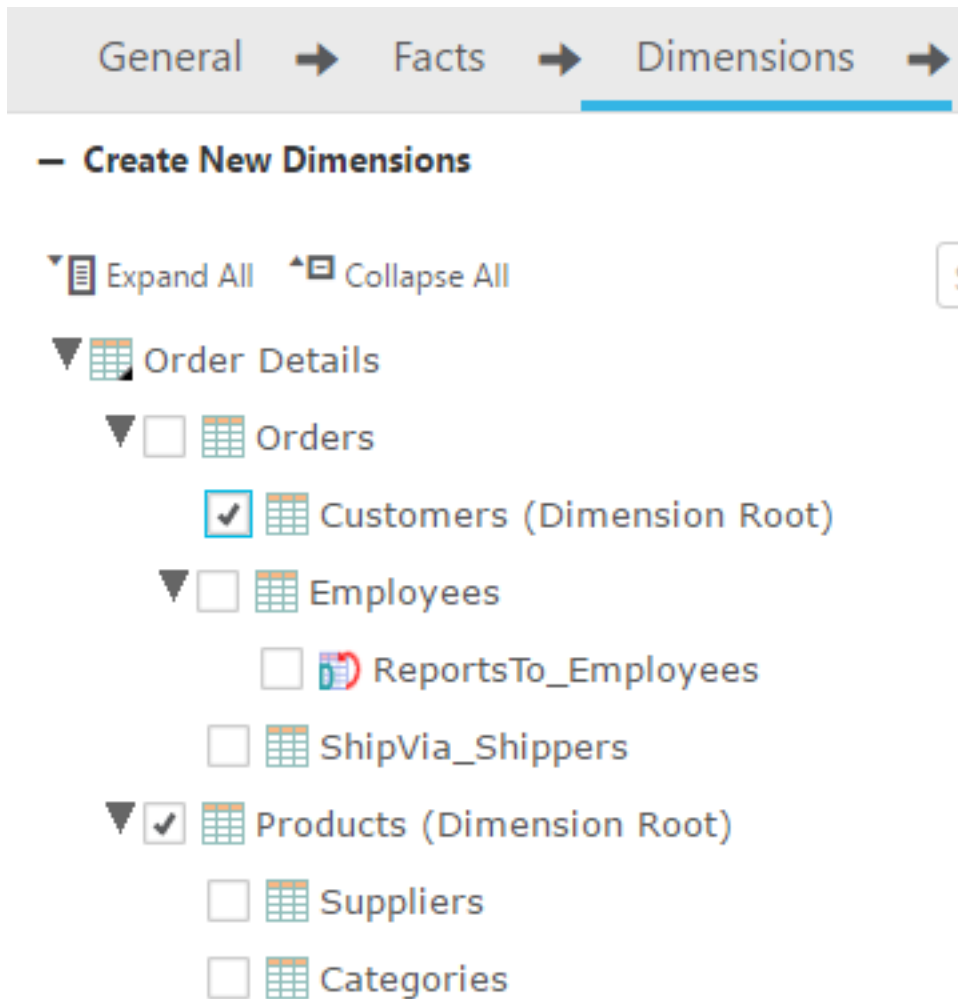 General Facts Dimensions
Create New Dimensions
Expand All Collapse All
Order Details
Orders
Customers (Dimension Root)
Employees
ReportsTo_Employees
ShipVia_Shippers
Products (Dimension Root)
Suppliers
Categories